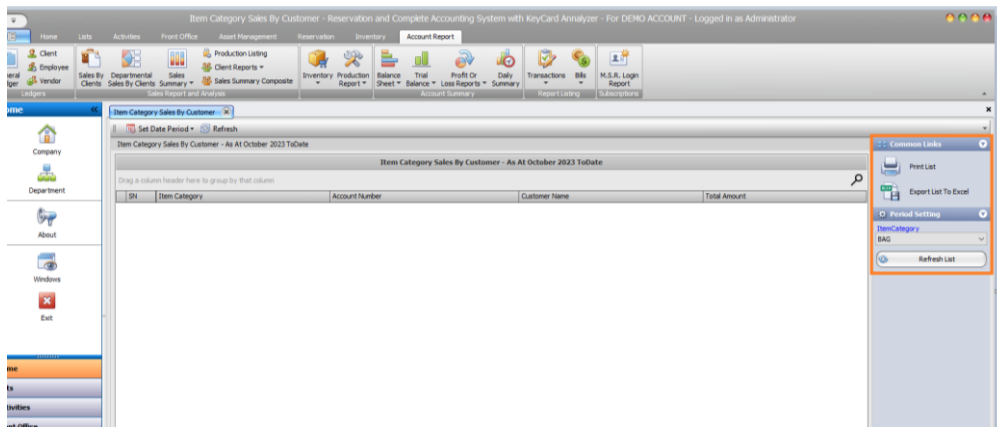 Item Category Sales By Customer - Reservation and Complete Accounting System with KeyCard Annalyzer - For DEMO ACCOUNT - Logged in as Administrator
Home Lists Activities Front Office Asset Management Reservation Inventory Account Report
Client
Employee
Vendor
Ledgers
Sales By Clients
Departmental Sales By Clients
Sales Summary
Production Listing
Client Reports
Sales Summary Composite
Sales Report and Analysis
Inventory
Production Report
Balance Sheet
Trial Balance
Profit Or Loss Reports
Daily Summary
Account Summary
Transactions
Bills
Report Listing
M.S.R. Login Report
Subscriptions
ome
Company
Department
About
Windows
Exit
me
ts
tivities
nt Office
Item Category Sales By Customer
Set Date Period Refresh
Item Category Sales By Customer - As At October 2023 ToDate
Item Category Sales By Customer - As At October 2023 ToDate
Drag a column header here to group by that column
SN Item Category Account Number Customer Name Total Amount
Common Links
Print List
Export List To Excel
Period Setting
ItemCategory
BAG
Refresh List